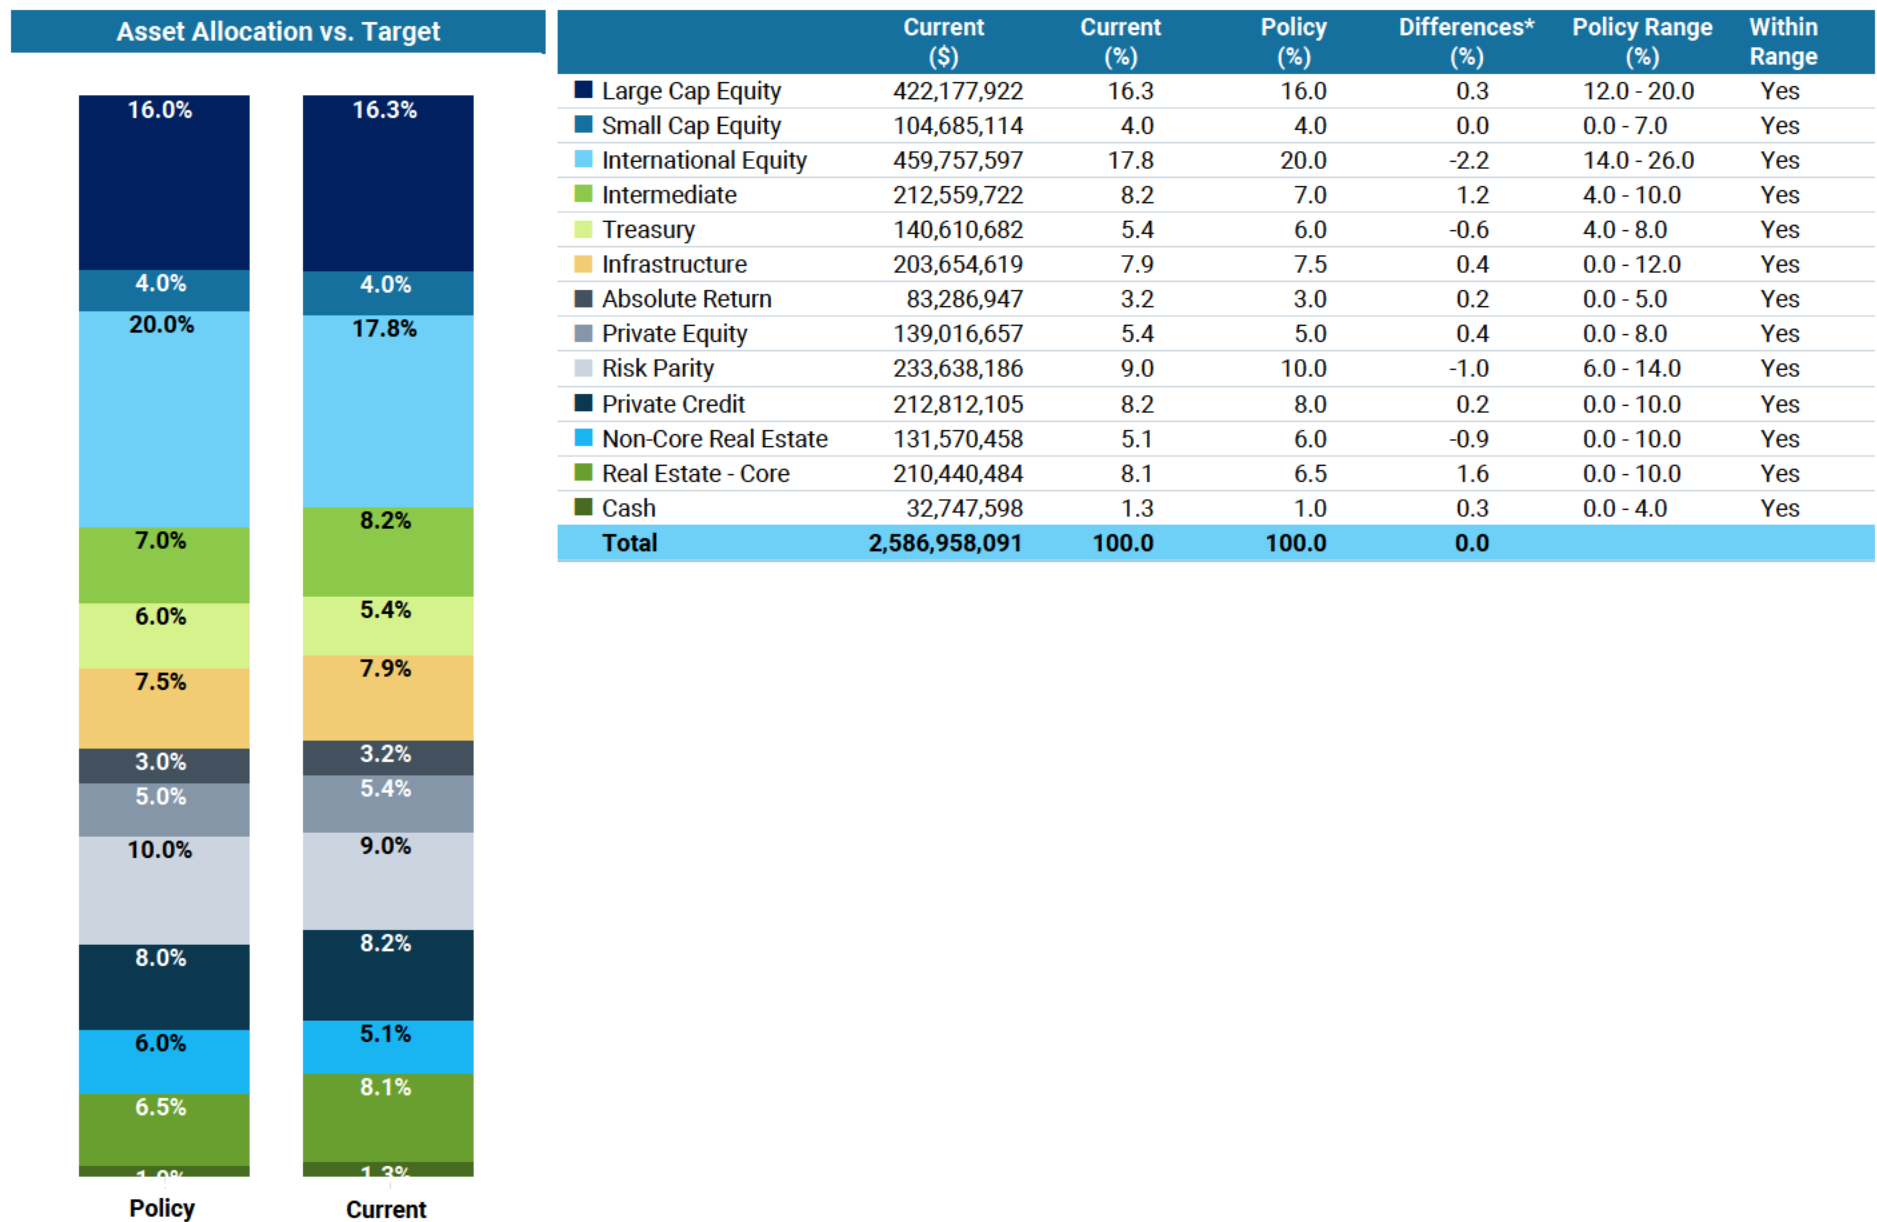 Asset Allocation vs. Target
16.0% 16.3%
4.0% 4.0%
20.0% 17.8%
7.0% 8.2%
6.0% 5.4%
7.5% 7.9%
3.0% 3.2%
5.0% 5.4%
10.0% 9.0%
8.0% 8.2%
6.0% 5.1%
6.5% 8.1%
1.0% 1.3%
Policy Current
Current Current Policy Differences* Policy Range Within
($) (%) (%) (%) (%) Range
Large Cap Equity 422,177,922 16.3 16.0 0.3 12.0 - 20.0 Yes
Small Cap Equity 104,685,114 4.0 4.0 0.0 0.0 - 7.0 Yes
International Equity 459,757,597 17.8 20.0 -2.2 14.0 - 26.0 Yes
Intermediate 212,559,722 8.2 7.0 1.2 4.0 - 10.0 Yes
Treasury 140,610,682 5.4 6.0 -0.6 4.0 - 8.0 Yes
Infrastructure 203,654,619 7.9 7.5 0.4 0.0 - 12.0 Yes
Absolute Return 83,286,947 3.2 3.0 0.2 0.0 - 5.0 Yes
Private Equity 139,016,657 5.4 5.0 0.4 0.0 - 8.0 Yes
Risk Parity 233,638,186 9.0 10.0 -1.0 6.0 - 14.0 Yes
Private Credit 212,812,105 8.2 8.0 0.2 0.0 - 10.0 Yes
Non-Core Real Estate 131,570,458 5.1 6.0 -0.9 0.0 - 10.0 Yes
Real Estate - Core 210,440,484 8.1 6.5 1.6 0.0 - 10.0 Yes
Cash 32,747,598 1.3 1.0 0.3 0.0 - 4.0 Yes
Total 2,586,958,091 100.0 100.0 0.0